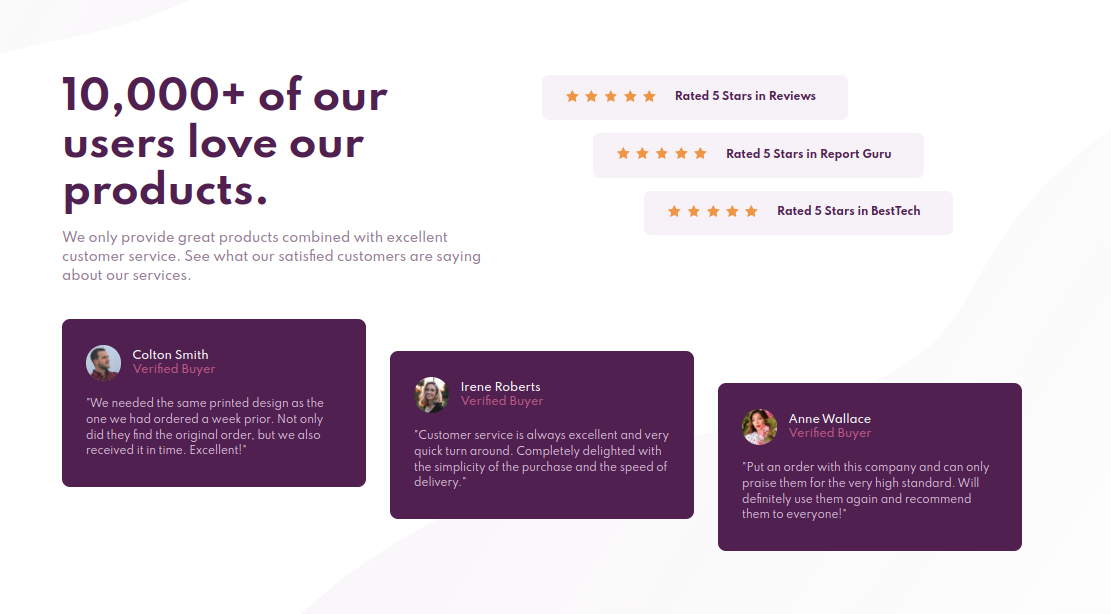 10,000+ of our
users love our
products.
We only provide great products combined with excellent
customer service. See what our satisfied customers are saying
about our services.
Rated 5 Stars in Reviews
Rated 5 Stars in Report Guru
Rated 5 Stars in BestTech
Colton Smith
Verified Buyer
"We needed the same printed design as the
one we had ordered a week prior. Not only
did they find the original order, but we also
received it in time. Excellent!"
Irene Roberts
Verified Buyer
"Customer service is always excellent and very
quick turn around. Completely delighted with
the simplicity of the purchase and the speed of
delivery."
Anne Wallace
Verified Buyer
"Put an order with this company and can only
praise them for the very high standard. Will
definitely use them again and recommend
them to everyone!"